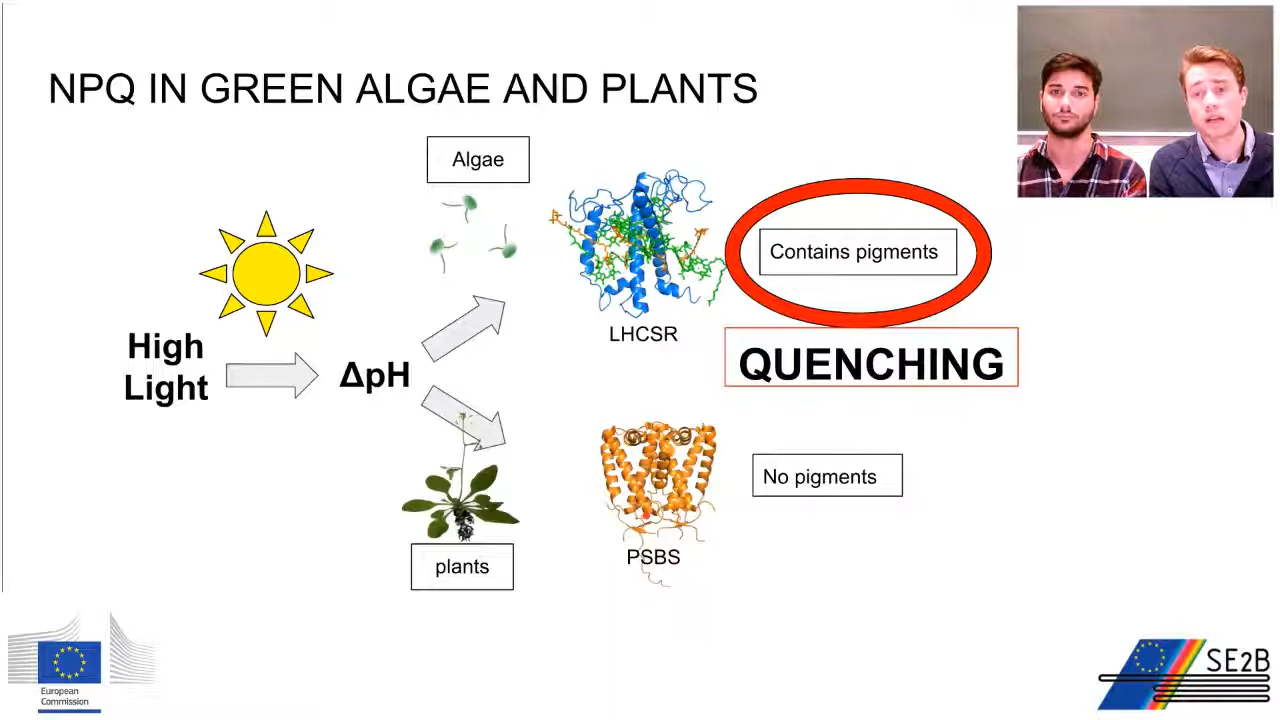 NPQ IN GREEN ALGAE AND PLANTS
Algae
Contains pigments
LHCSR
High
Light
ΔpH
QUENCHING
No pigments
PSBS
plants
European
Commission
SE2B